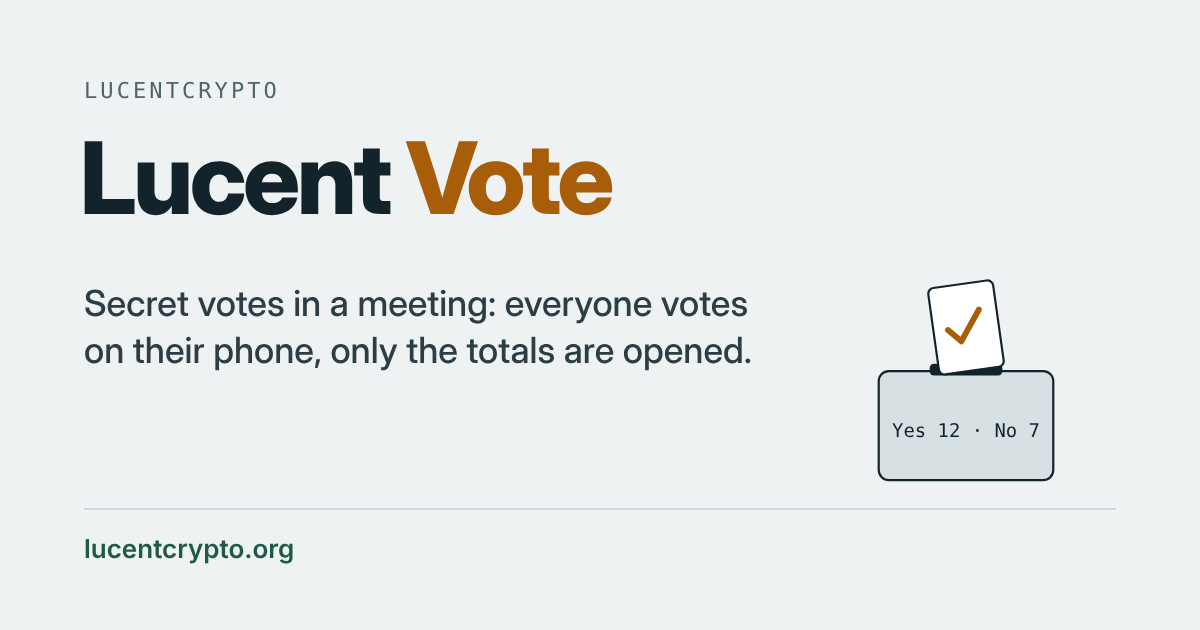 LUCENTCRYPTO
Lucent Vote
Secret votes in a meeting: everyone votes
on their phone, only the totals are opened.
Yes 12 · No 7
lucentcrypto.org